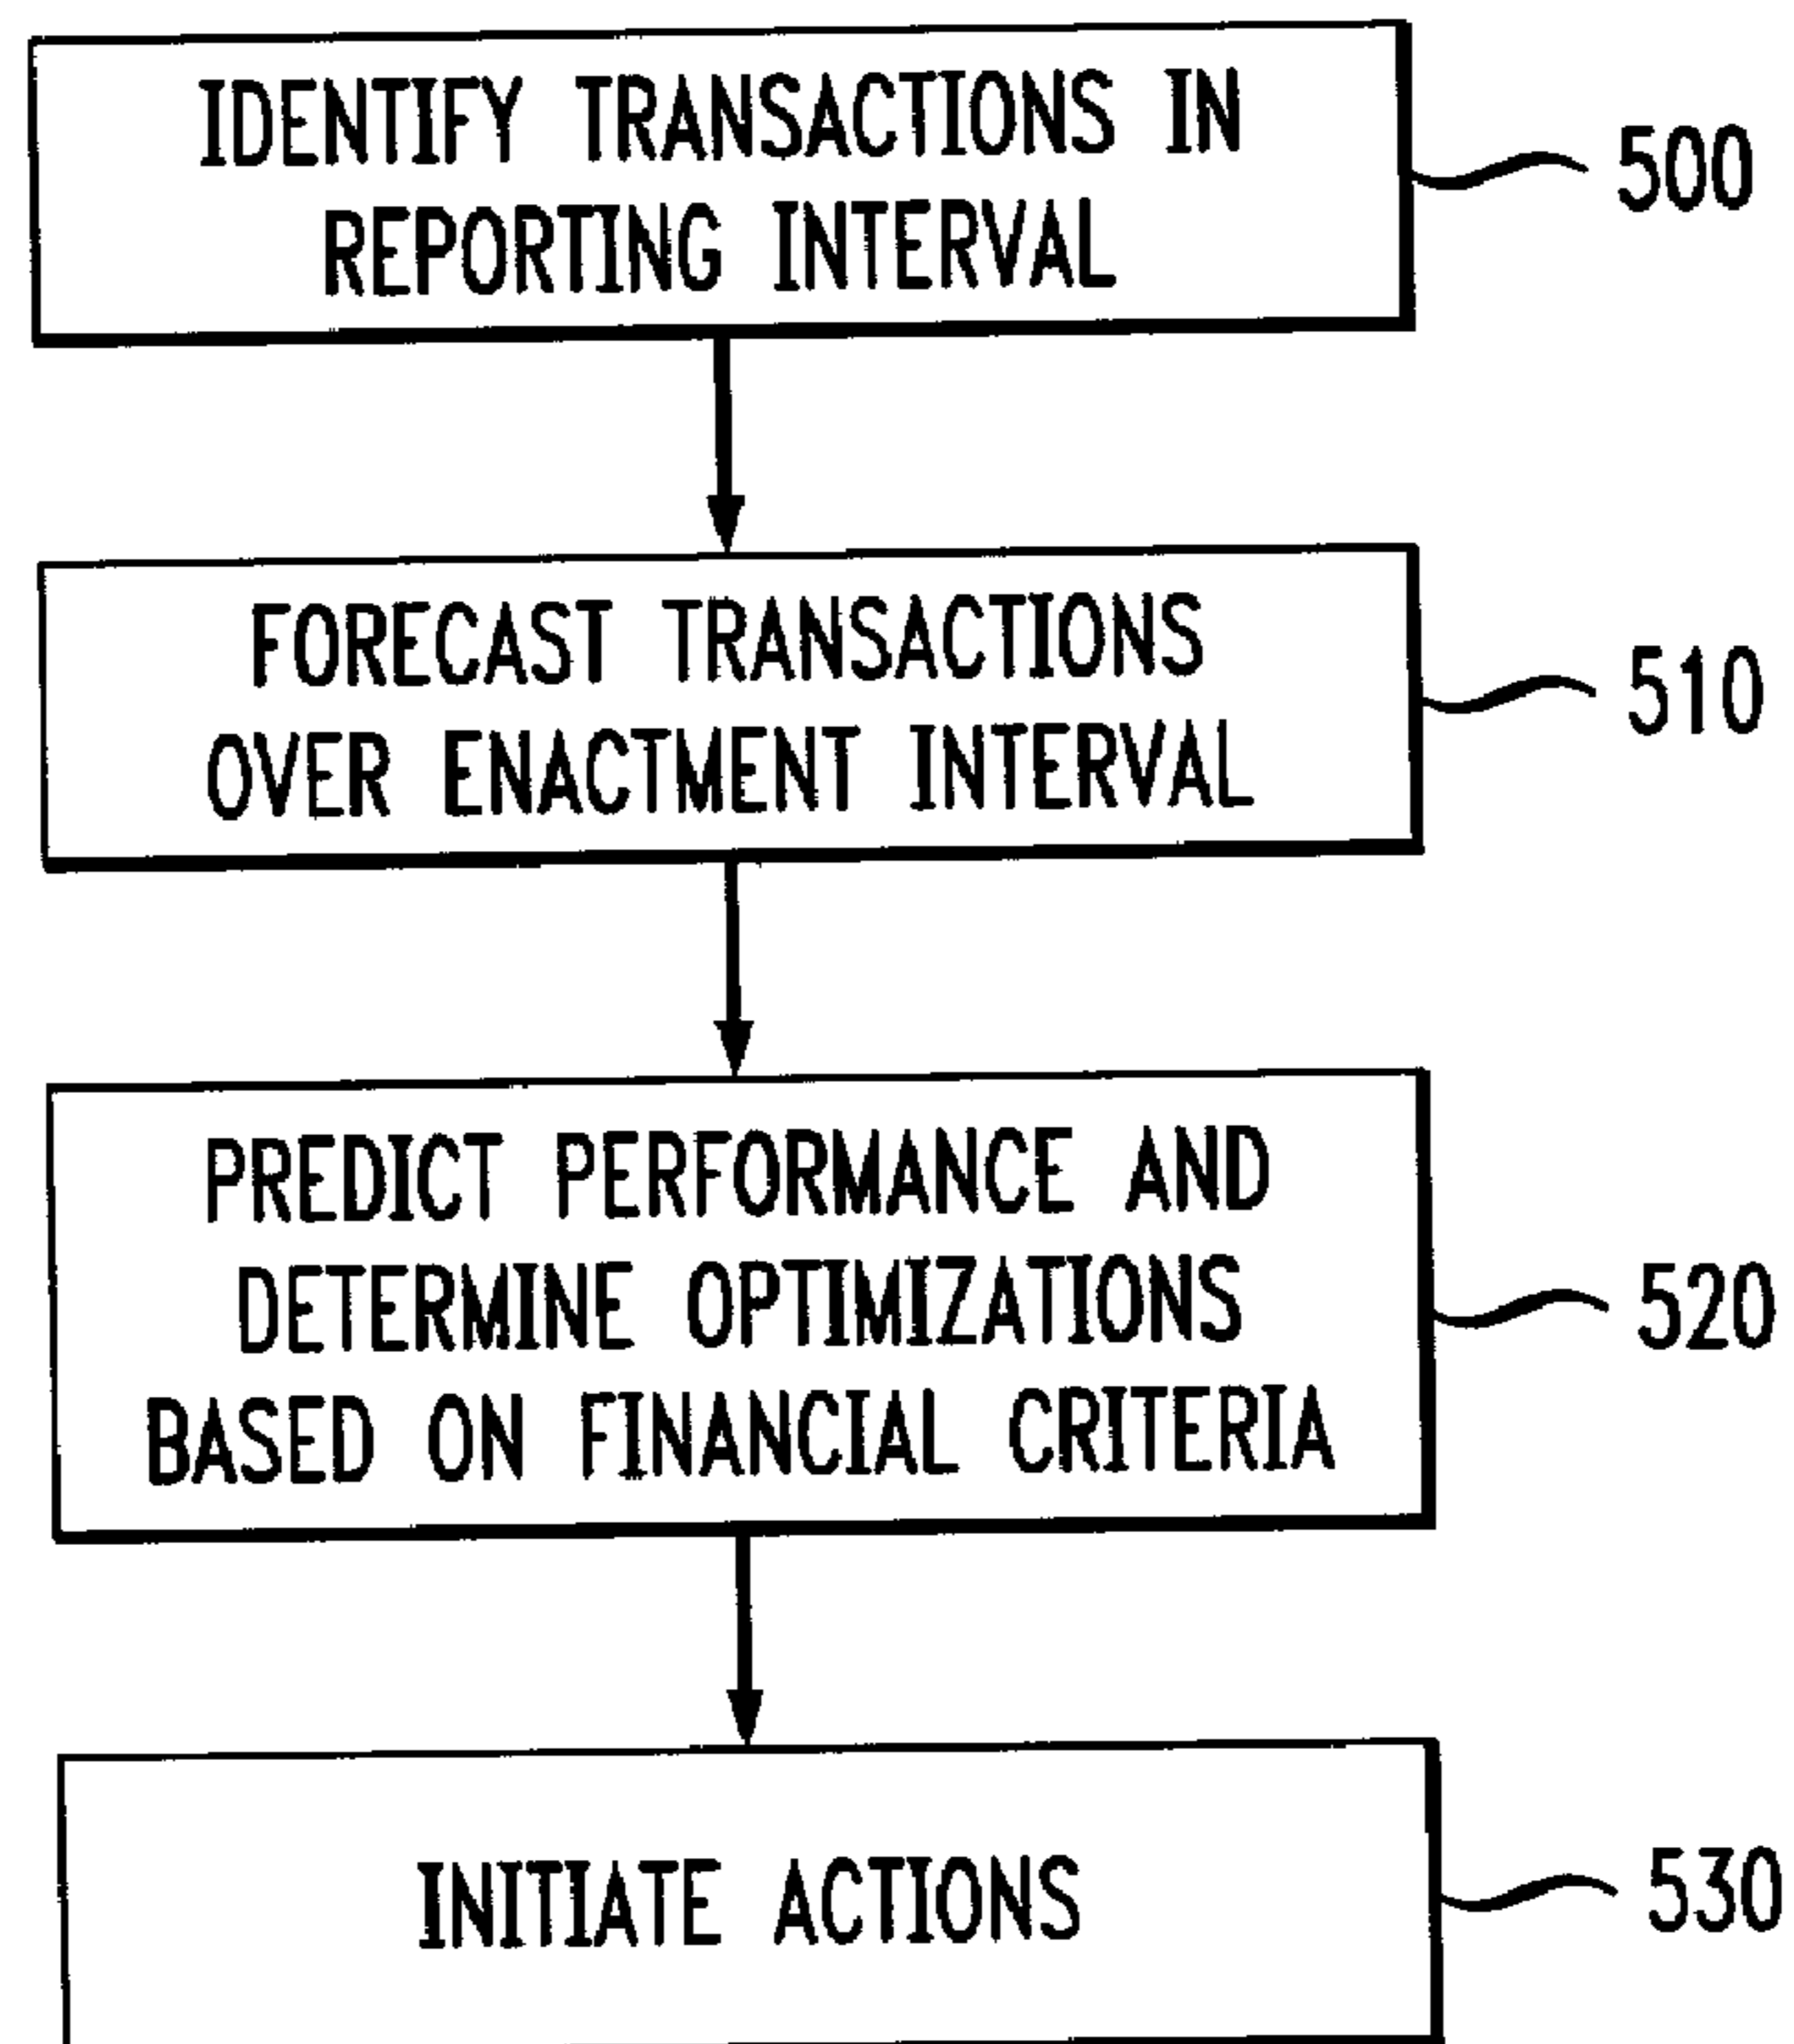 IDENTIFY TRANSACTIONS IN
REPORTING INTERVAL
500
FORECAST TRANSACTIONS
OVER ENACTMENT INTERVAL
510
PREDICT PERFORMANCE AND
DETERMINE OPTIMIZATIONS
BASED ON FINANCIAL CRITERIA
520
INITIATE ACTIONS
530